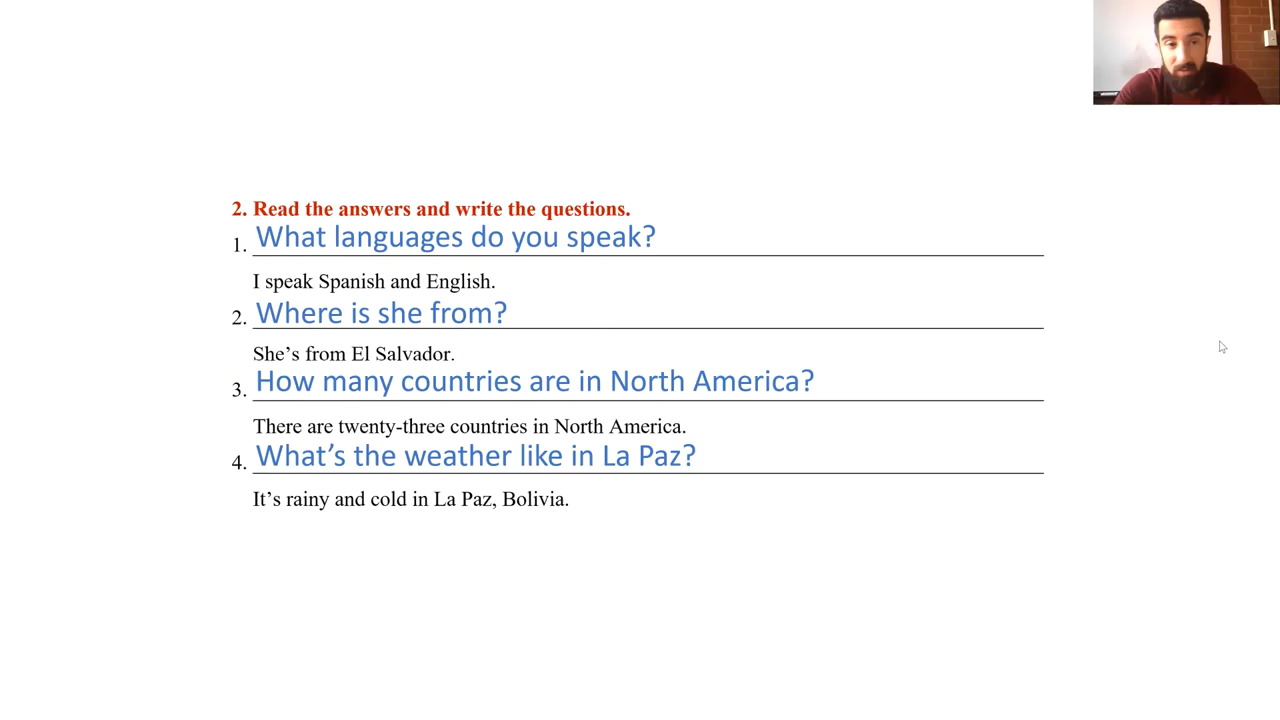 2. Read the answers and write the questions.
1. What languages do you speak?
I speak Spanish and English.
2. Where is she from?
She’s from El Salvador.
3. How many countries are in North America?
There are twenty-three countries in North America.
4. What’s the weather like in La Paz?
It’s rainy and cold in La Paz, Bolivia.